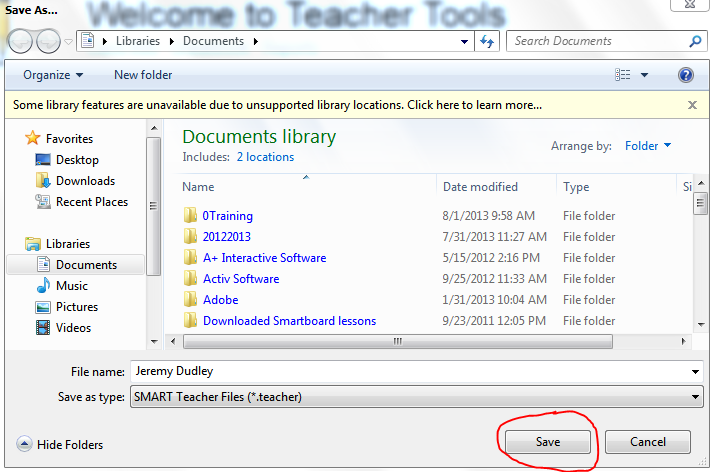 Welcome to Teacher Tools
Save As...
Libraries Documents Search Documents
Organize New folder
Some library features are unavailable due to unsupported library locations. Click here to learn more...
Favorites
Desktop
Downloads
Recent Places
Libraries
Documents
Music
Pictures
Videos
Documents library
Includes: 2 locations
Arrange by: Folder
Name Date modified Type Si
0Training 8/1/2013 9:58 AM File folder
20122013 7/31/2013 11:27 AM File folder
A+ Interactive Software 5/15/2012 2:16 PM File folder
Activ Software 9/25/2012 11:33 AM File folder
Adobe 1/31/2013 10:04 AM File folder
Downloaded Smartboard lessons 9/23/2011 12:05 PM File folder
File name: Jeremy Dudley
Save as type: SMART Teacher Files (*.teacher)
Hide Folders Save Cancel